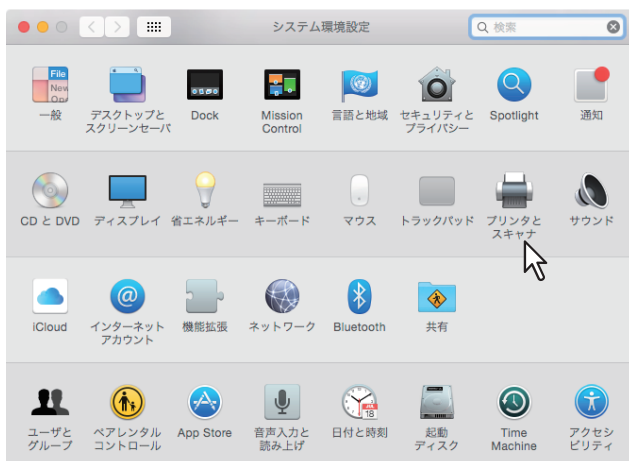 システム環境設定
検索
File
New
一般
デスクトップと
スクリーンセーバ
Dock
Mission
Control
言語と地域
セキュリティと
プライバシー
Spotlight
通知
CD と DVD
ディスプレイ
省エネルギー
キーボード
マウス
トラックパッド
プリンタと
スキャナ
サウンド
iCloud
インターネット
アカウント
機能拡張
ネットワーク
Bluetooth
共有
ユーザと
グループ
ペアレンタル
コントロール
App Store
音声入力と
読み上げ
JUL
18
日付と時刻
起動
ディスク
Time
Machine
アクセシ
ビリティ